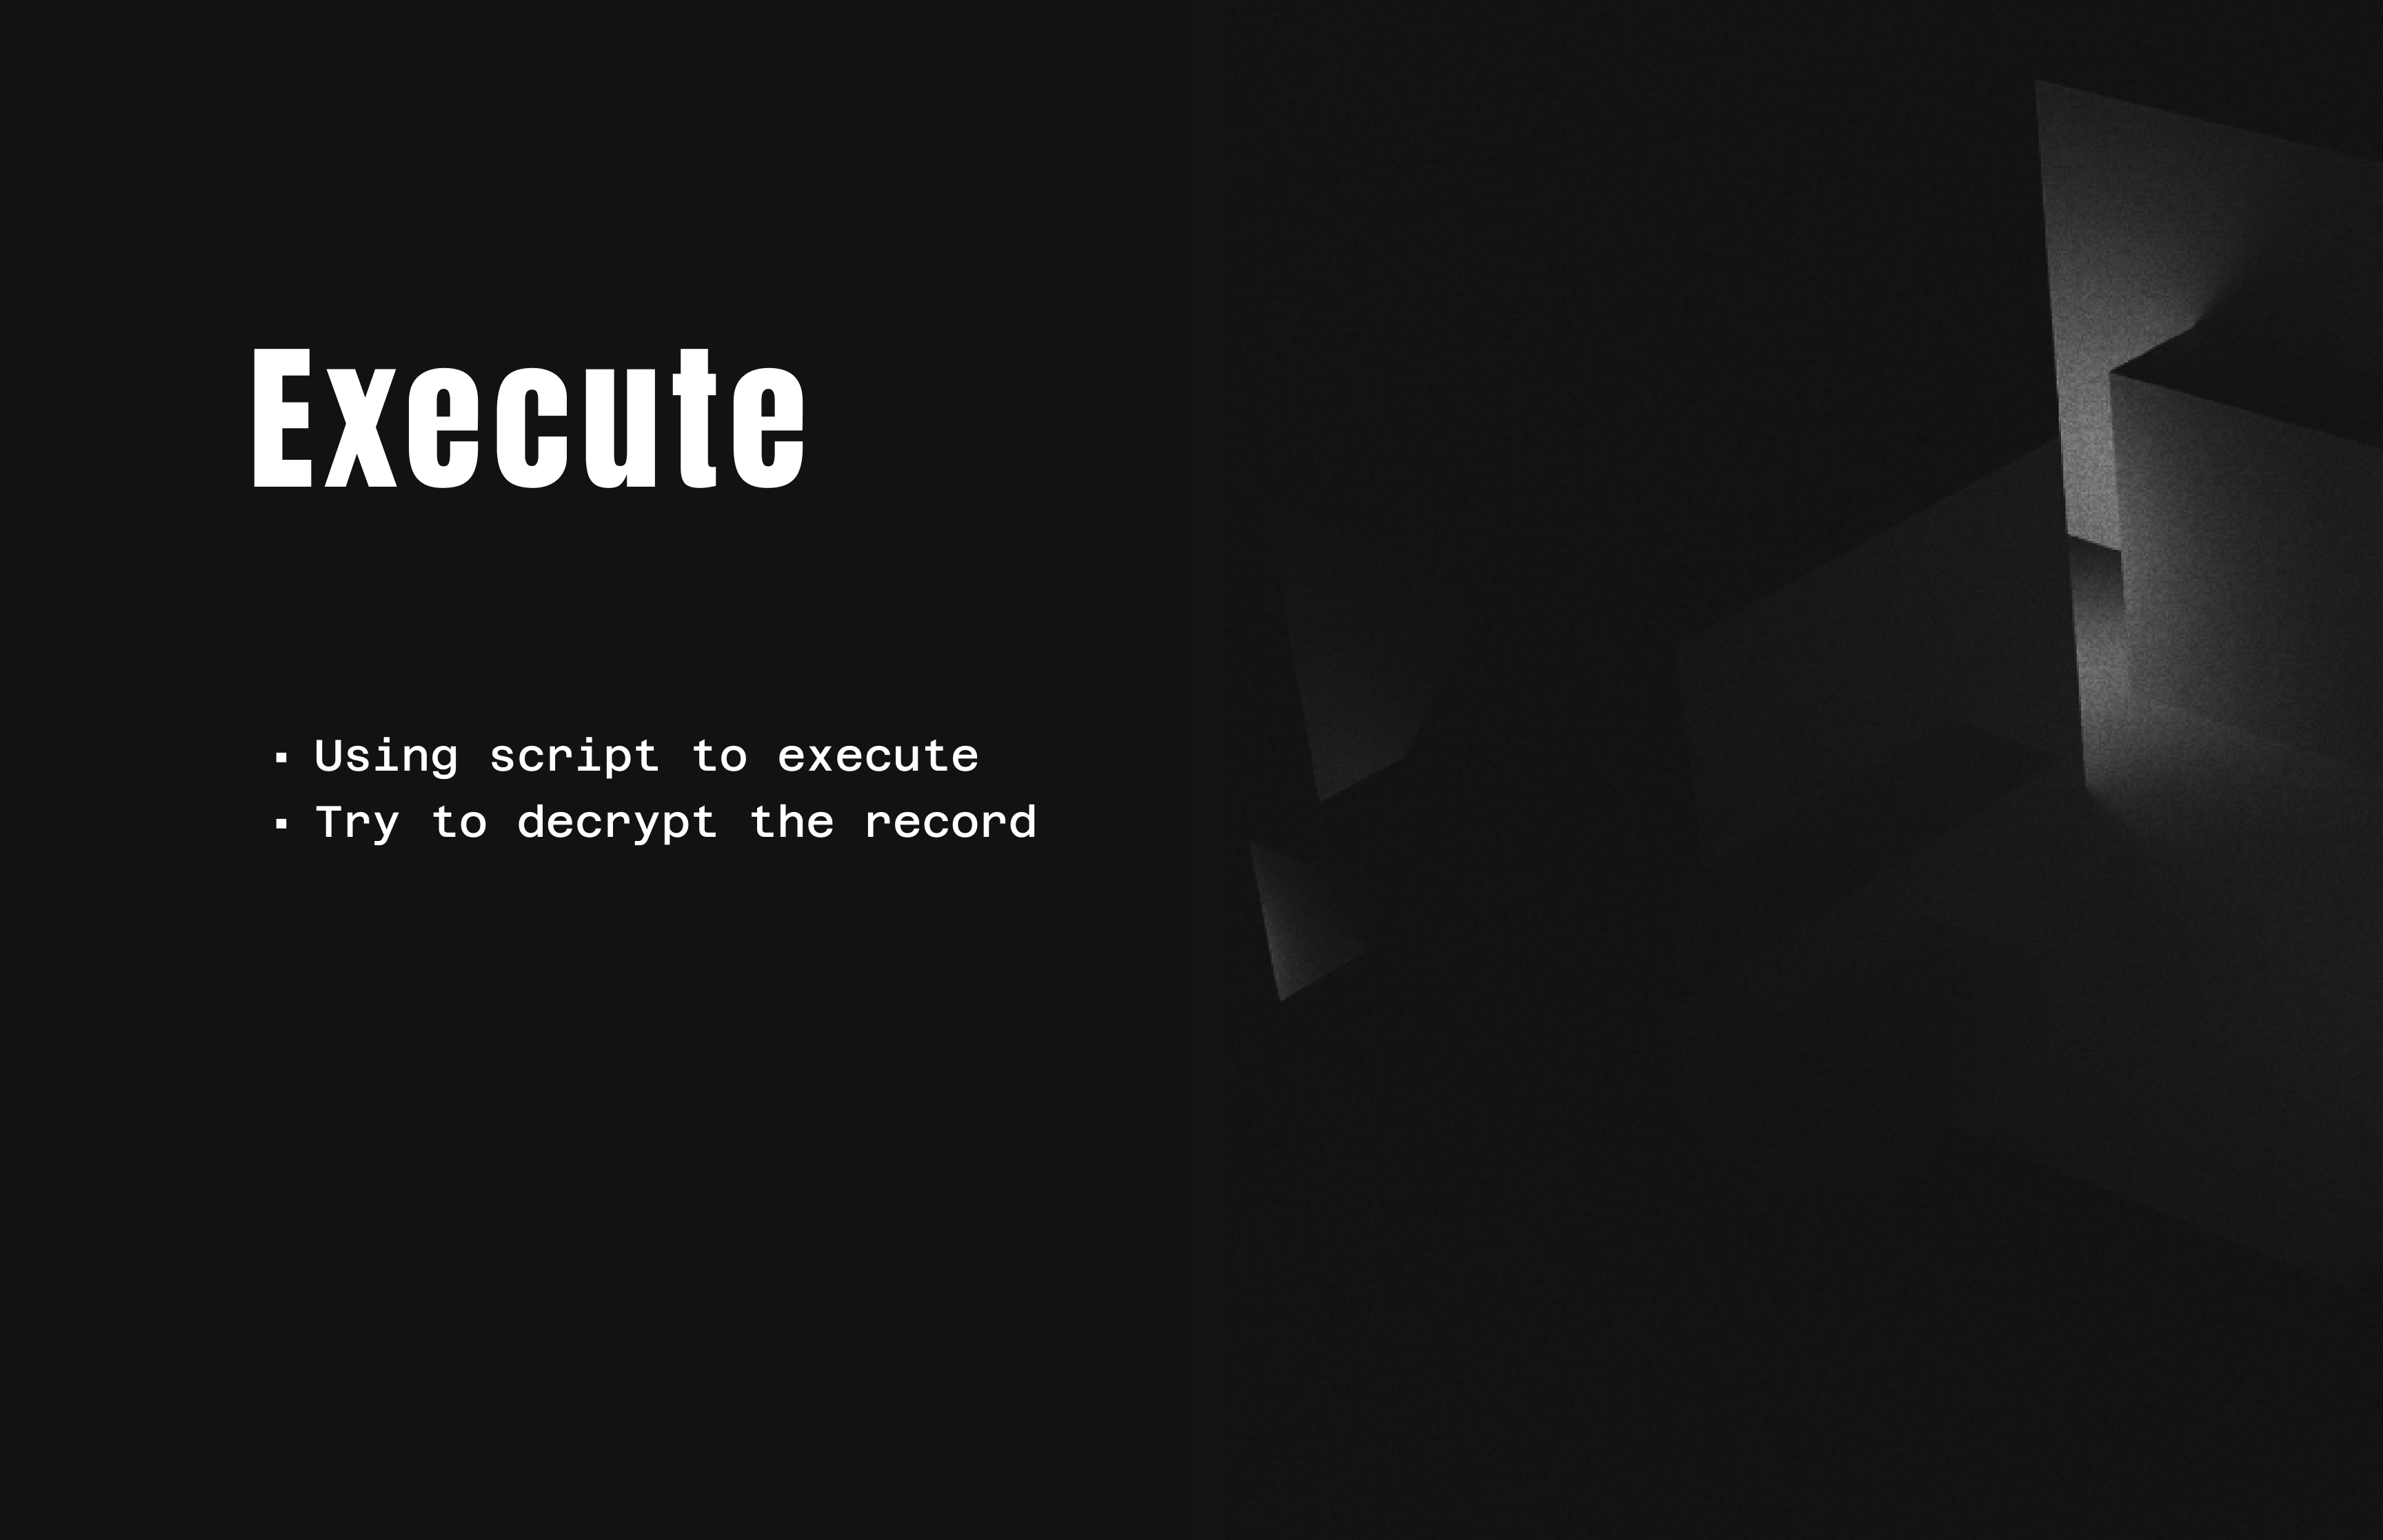 Execute
▪ Using script to execute
▪ Try to decrypt the record